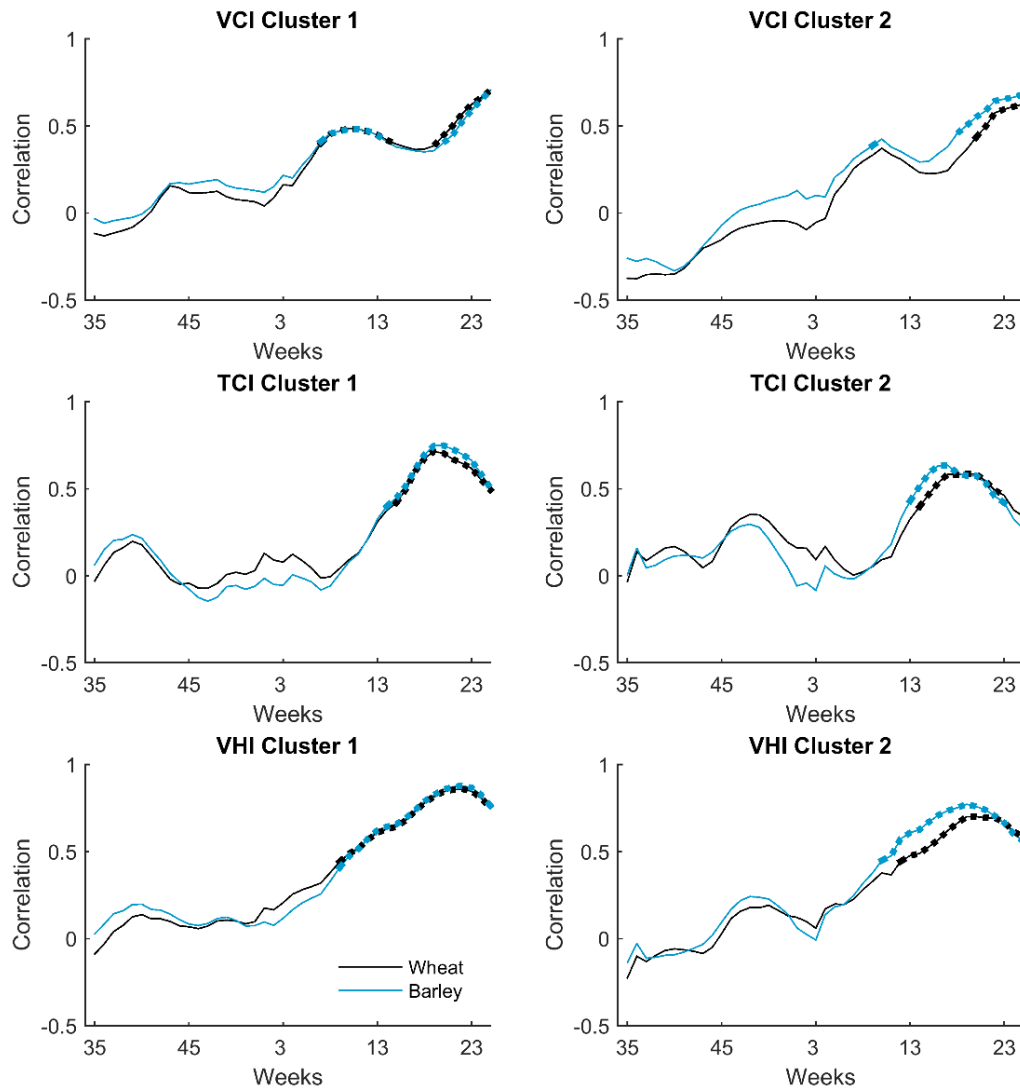 VCI Cluster 1
1
0.5
0
-0.5
Correlation
35 45 3 13 23
Weeks
VCI Cluster 2
1
0.5
0
-0.5
Correlation
35 45 3 13 23
Weeks
TCI Cluster 1
1
0.5
0
-0.5
Correlation
35 45 3 13 23
Weeks
TCI Cluster 2
1
0.5
0
-0.5
Correlation
35 45 3 13 23
Weeks
VHI Cluster 1
1
0.5
0
-0.5
Correlation
Wheat
Barley
35 45 3 13 23
Weeks
VHI Cluster 2
1
0.5
0
-0.5
Correlation
35 45 3 13 23
Weeks